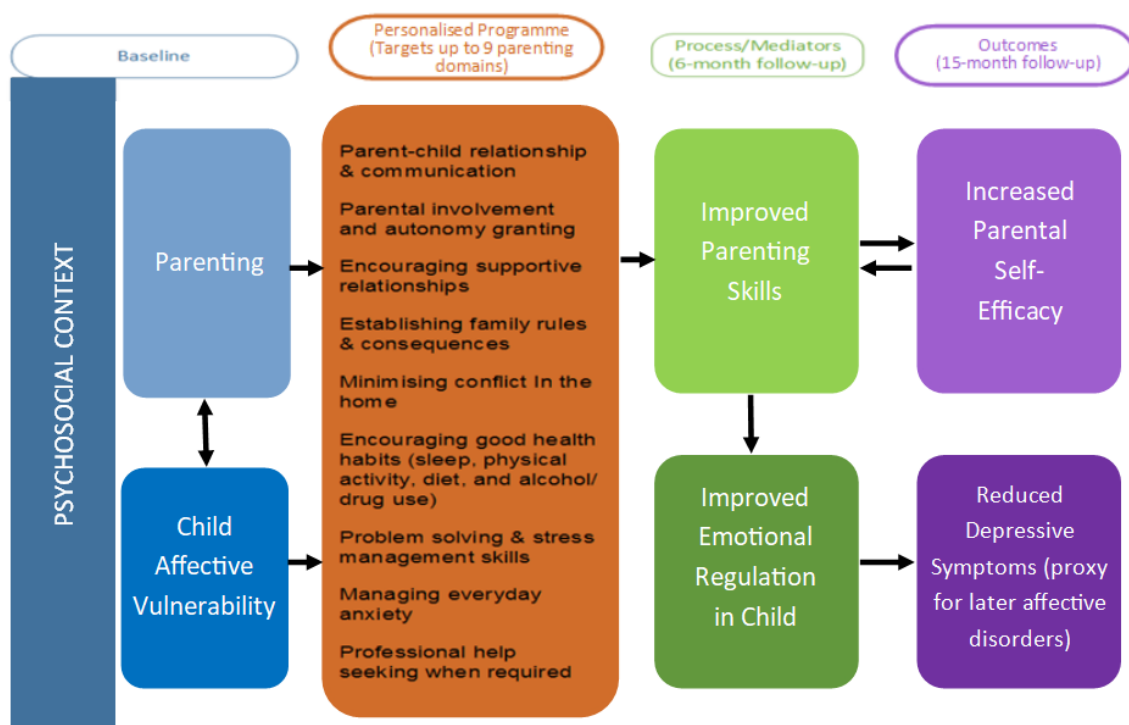 Baseline
Personalised Programme
(Targets up to 9 parenting
domains)
Process/Mediators
(6-month follow-up)
Outcomes
(15-month follow-up)
PSYCHOSOCIAL CONTEXT
Parenting
Child
Affective
Vulnerability
Parent-child relationship
& communication
Parental involvement
and autonomy granting
Encouraging supportive
relationships
Establishing family rules
& consequences
Minimising conflict In the
home
Encouraging good health
habits (sleep, physical
activity, diet, and alcohol/
drug use)
Problem solving & stress
management skills
Managing everyday
anxiety
Professional help
seeking when required
Improved
Parenting
Skills
Improved
Emotional
Regulation
in Child
Increased
Parental
Self-
Efficacy
Reduced
Depressive
Symptoms (proxy
for later affective
disorders)